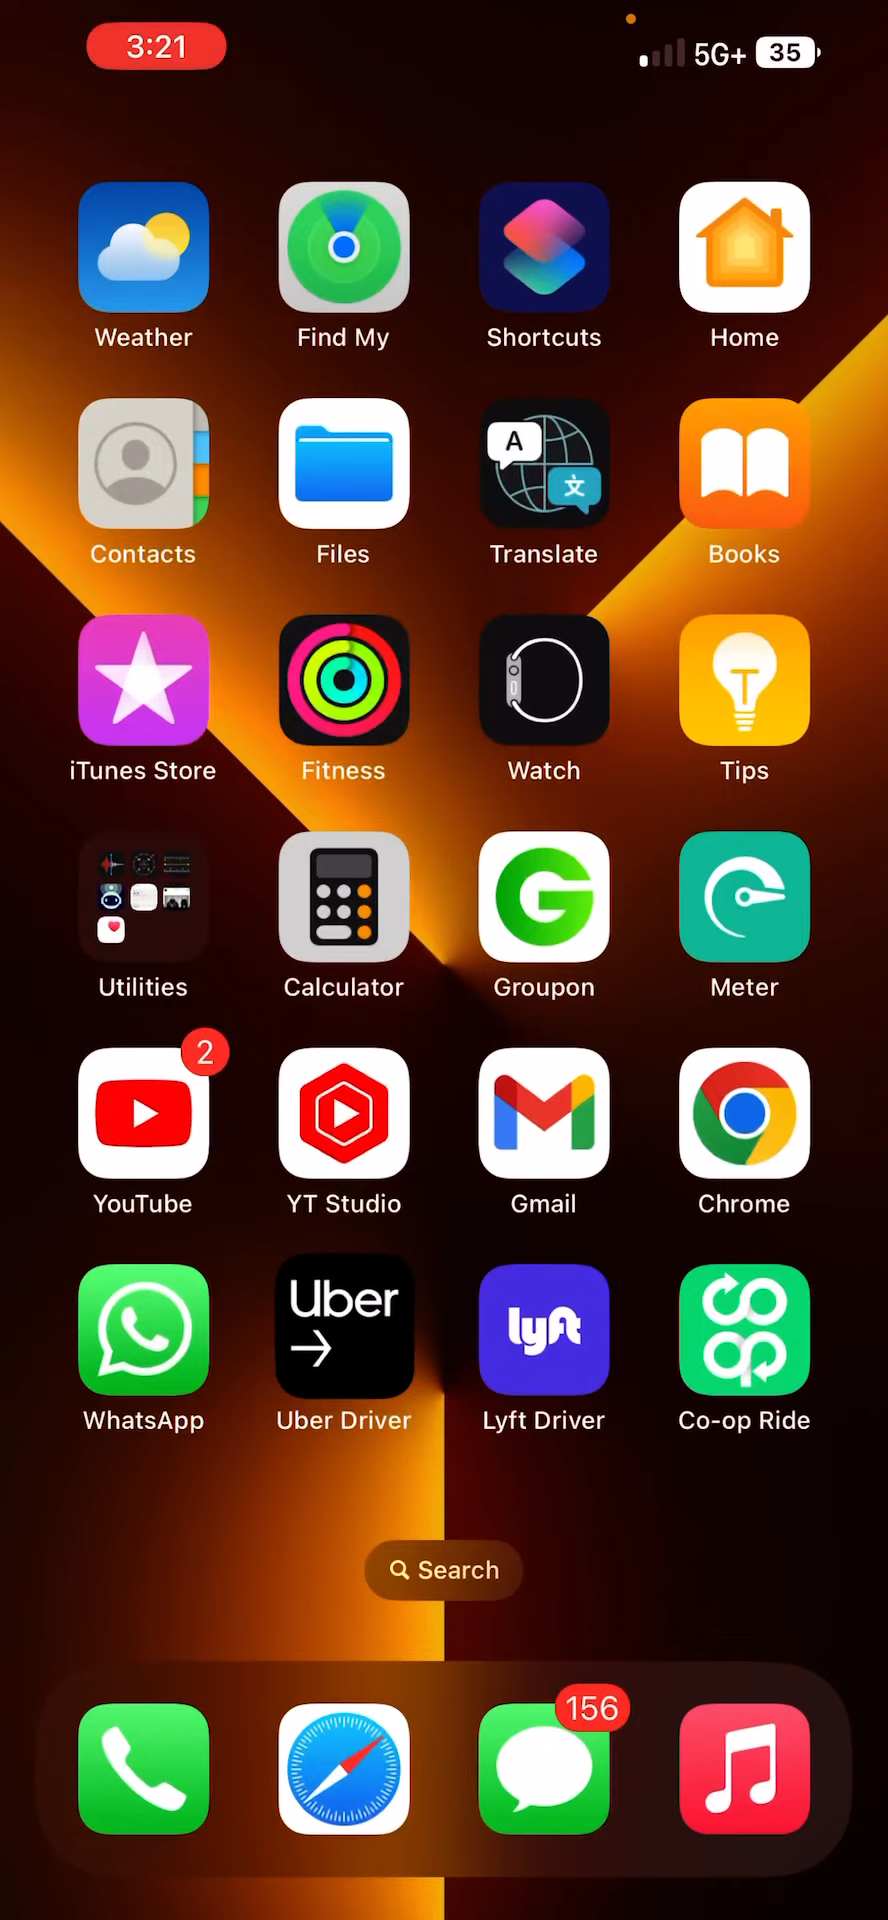 3:21
5G+ 35
Weather
Find My
Shortcuts
Home
A
文
Contacts
Files
Translate
Books
iTunes Store
Fitness
Watch
Tips
Utilities
Calculator
Groupon
Meter
2
YouTube
YT Studio
Gmail
Chrome
Uber
lyft
co
op
WhatsApp
Uber Driver
Lyft Driver
Co-op Ride
Search
156